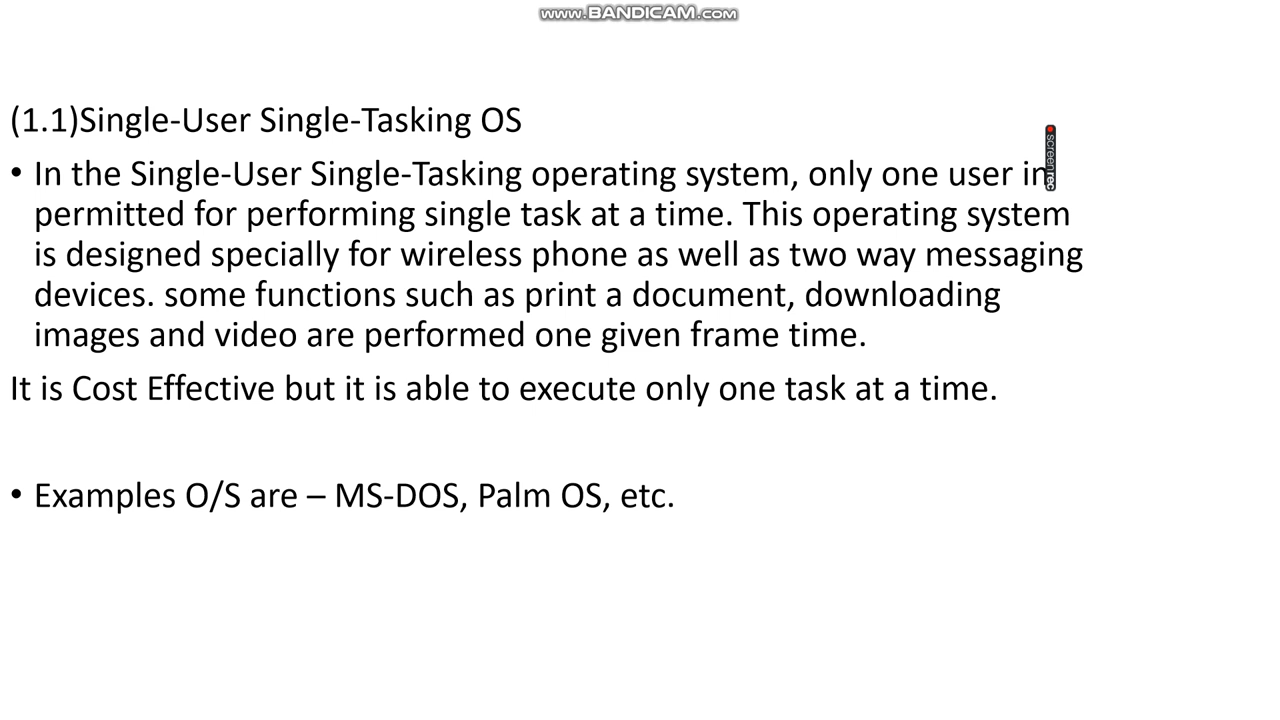 www.BANDICAM.com
(1.1)Single-User Single-Tasking OS
• In the Single-User Single-Tasking operating system, only one user in
screenrec
permitted for performing single task at a time. This operating system
is designed specially for wireless phone as well as two way messaging
devices. some functions such as print a document, downloading
images and video are performed one given frame time.
It is Cost Effective but it is able to execute only one task at a time.
• Examples O/S are – MS-DOS, Palm OS, etc.